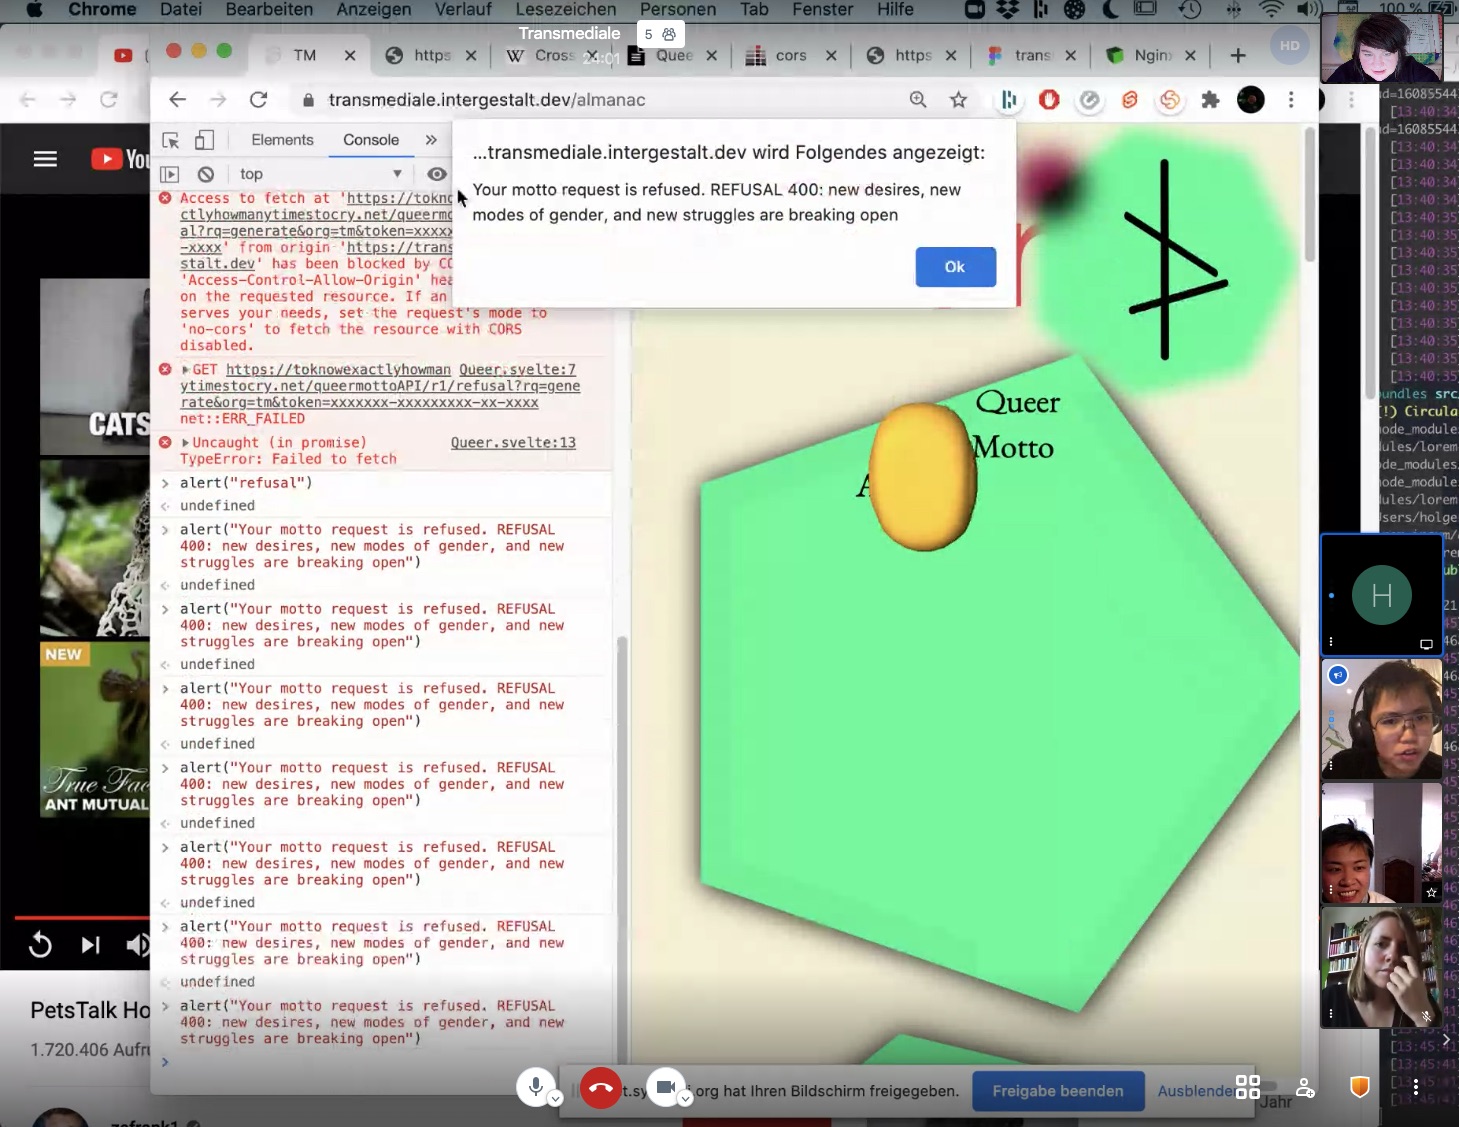 Chrome Datei Bearbeiten Anzeigen Verlauf Lesezeichen Personen Tab Fenster Hilfe 100 %
Transmediale 5
24:01
HD
TM
https
Cross
Quee
cors
https
trans
Nginx
transmediale.intergestalt.dev/almanac
Elements Console
top
...transmediale.intergestalt.dev wird Folgendes angezeigt:
Your motto request is refused. REFUSAL 400: new desires, new
modes of gender, and new struggles are breaking open
Ok
Access to fetch at 'https://tokno
ctlyhowmanytimestocry.net/queermo
al?rq=generate&org=tm&token=xxxxx
-xxxx' from origin 'https://trans
stalt.dev' has been blocked by CO
'Access-Control-Allow-Origin' hea
on the requested resource. If an
serves your needs, set the request's mode to
'no-cors' to fetch the resource with CORS
disabled.
GET https://toknowexactlyhowman Queer.svelte:7
ytimestocry.net/queermottoAPI/r1/refusal?rq=gene
rate&org=tm&token=xxxxxxx-xxxxxxxxx-xx-xxxx
net::ERR_FAILED
Uncaught (in promise) Queer.svelte:13
TypeError: Failed to fetch
> alert("refusal")
undefined
> alert("Your motto request is refused. REFUSAL
400: new desires, new modes of gender, and new
struggles are breaking open")
undefined
> alert("Your motto request is refused. REFUSAL
400: new desires, new modes of gender, and new
struggles are breaking open")
undefined
> alert("Your motto request is refused. REFUSAL
400: new desires, new modes of gender, and new
struggles are breaking open")
undefined
> alert("Your motto request is refused. REFUSAL
400: new desires, new modes of gender, and new
struggles are breaking open")
undefined
> alert("Your motto request is refused. REFUSAL
400: new desires, new modes of gender, and new
struggles are breaking open")
undefined
> alert("Your motto request is refused. REFUSAL
400: new desires, new modes of gender, and new
struggles are breaking open")
undefined
> alert("Your motto request is refused. REFUSAL
400: new desires, new modes of gender, and new
struggles are breaking open")
>
Queer
Motto
A
You
CATS
NEW
True Fac
ANT MUTUAL
PetsTalk Ho
1.720.406 Aufru
zefrank1
H
org hat Ihren Bildschirm freigegeben.
Freigabe beenden
Ausblenden
Jahr